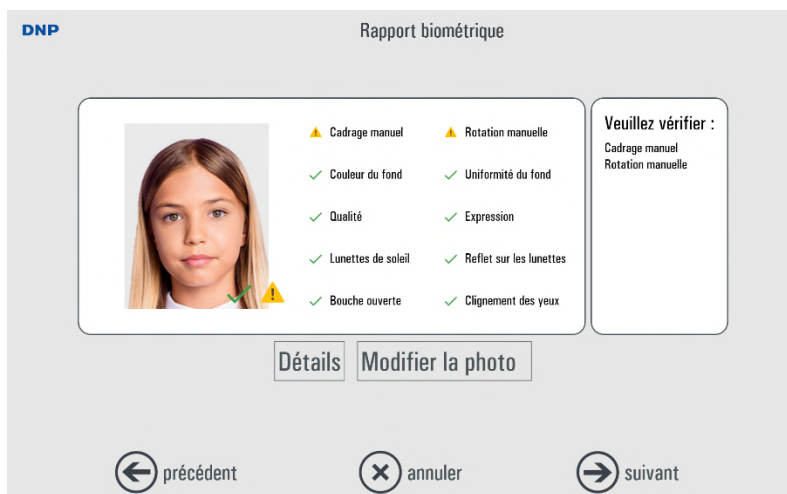 DNP
Rapport biométrique
Cadrage manuel
Rotation manuelle
Couleur du fond
Uniformité du fond
Qualité
Expression
Lunettes de soleil
Reflet sur les lunettes
Bouche ouverte
Clignement des yeux
Veuillez vérifier :
Cadrage manuel
Rotation manuelle
Détails
Modifier la photo
précédent
annuler
suivant